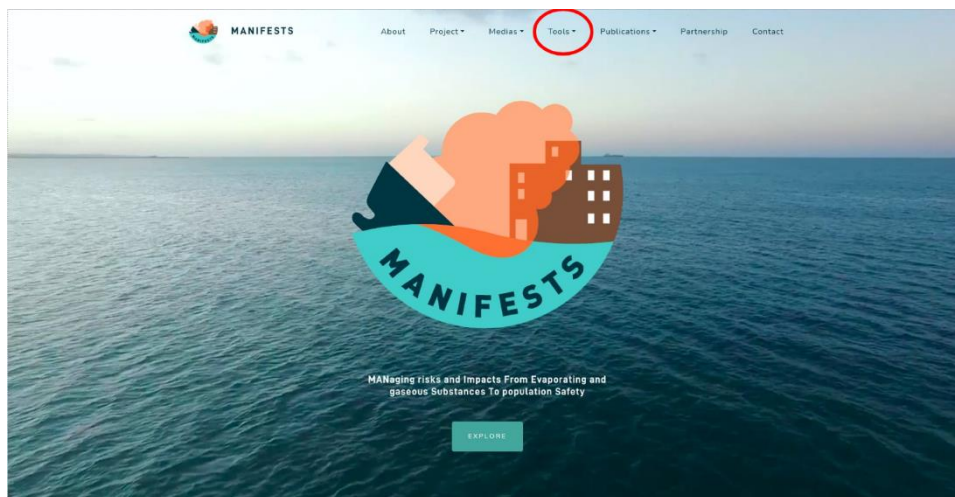 MANIFESTS
About Project Medias Tools Publications Partnership Contact
MANIFESTS
MANaging risks and Impacts From Evaporating and
gaseous Substances To population Safety
EXPLORE